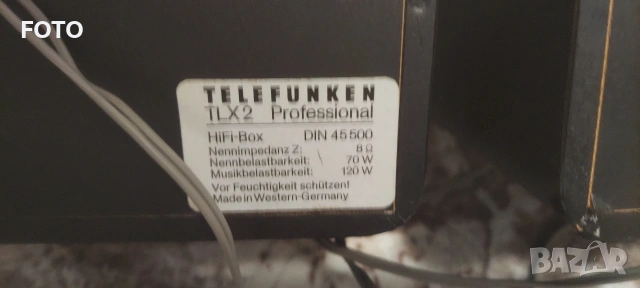 FOTO
TELEFUNKEN
TLX2 Professional
HiFi-Box DIN 45500
Nennimpedanz Z: 8 Ω
Nennbelastbarkeit: 70 W
Musikbelastbarkeit: 120 W
Vor Feuchtigkeit schützen!
Made in Western-Germany
BAZAR